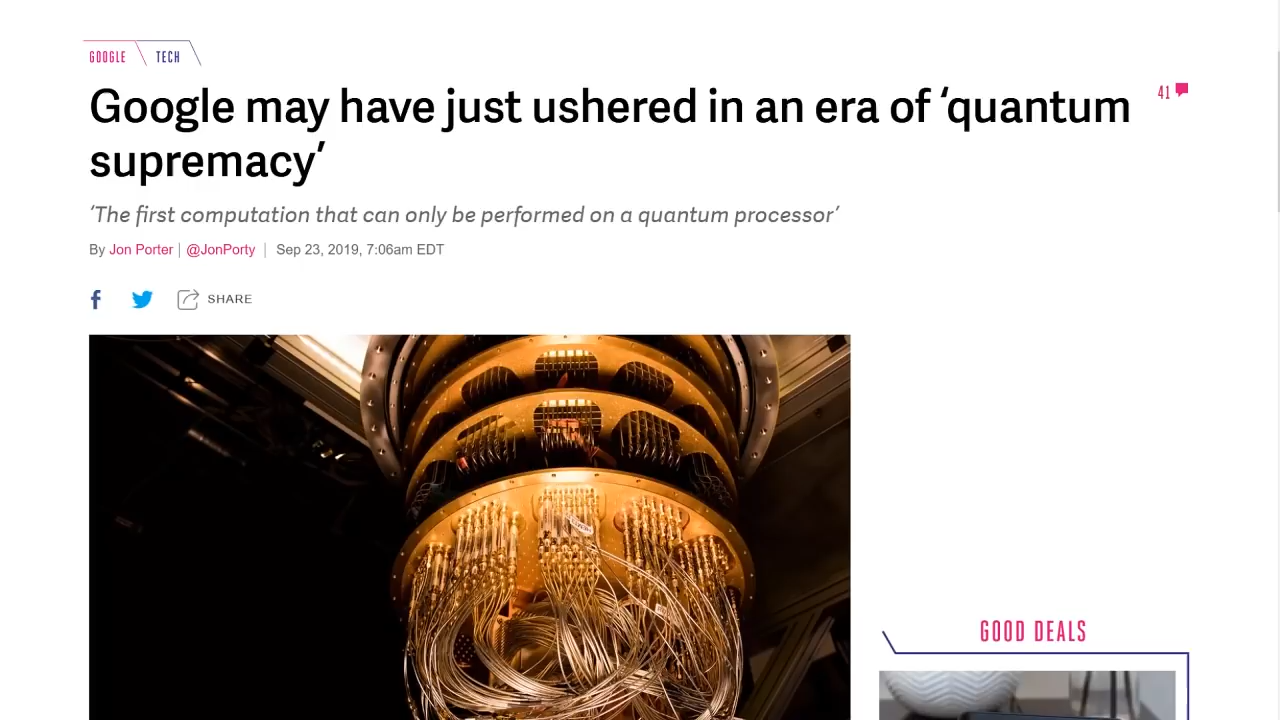 GOOGLE TECH
Google may have just ushered in an era of ‘quantum
supremacy’
41
‘The first computation that can only be performed on a quantum processor’
By Jon Porter | @JonPorty | Sep 23, 2019, 7:06am EDT
SHARE
GOOD DEALS